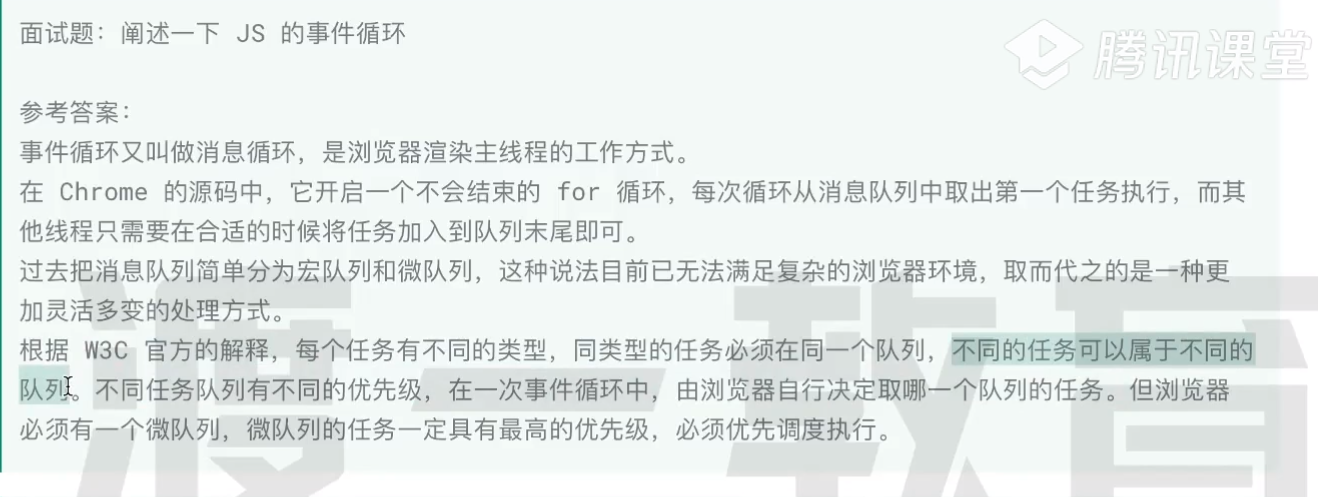 面试题：阐述一下 JS 的事件循环
腾讯课堂
参考答案：
事件循环又叫做消息循环，是浏览器渲染主线程的工作方式。
在 Chrome 的源码中，它开启一个不会结束的 for 循环，每次循环从消息队列中取出第一个任务执行，而其
他线程只需要在合适的时候将任务加入到队列末尾即可。
过去把消息队列简单分为宏队列和微队列，这种说法目前已无法满足复杂的浏览器环境，取而代之的是一种更
加灵活多变的处理方式。
根据 W3C 官方的解释，每个任务有不同的类型，同类型的任务必须在同一个队列，不同的任务可以属于不同的
队列。不同任务队列有不同的优先级，在一次事件循环中，由浏览器自行决定取哪一个队列的任务。但浏览器
必须有一个微队列，微队列的任务一定具有最高的优先级，必须优先调度执行。
渡一教育